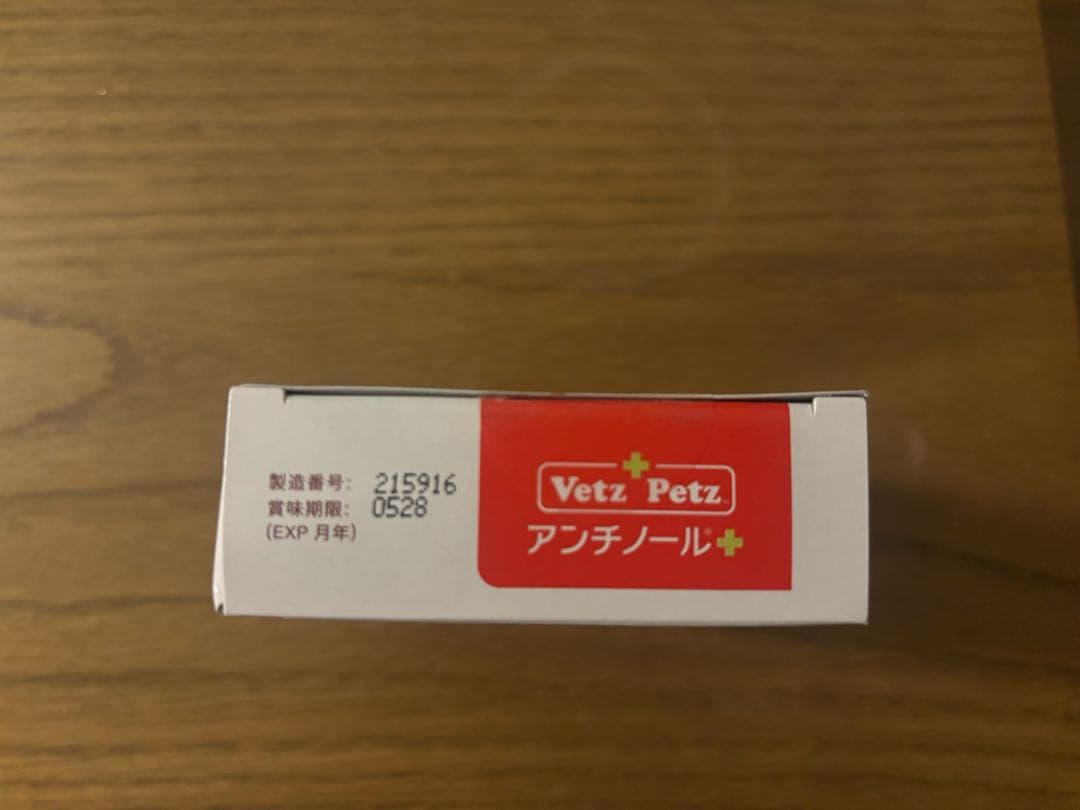 製造番号: 215916
賞味期限: 0528
(EXP 月年)
Vetz Petz
アンチノール®